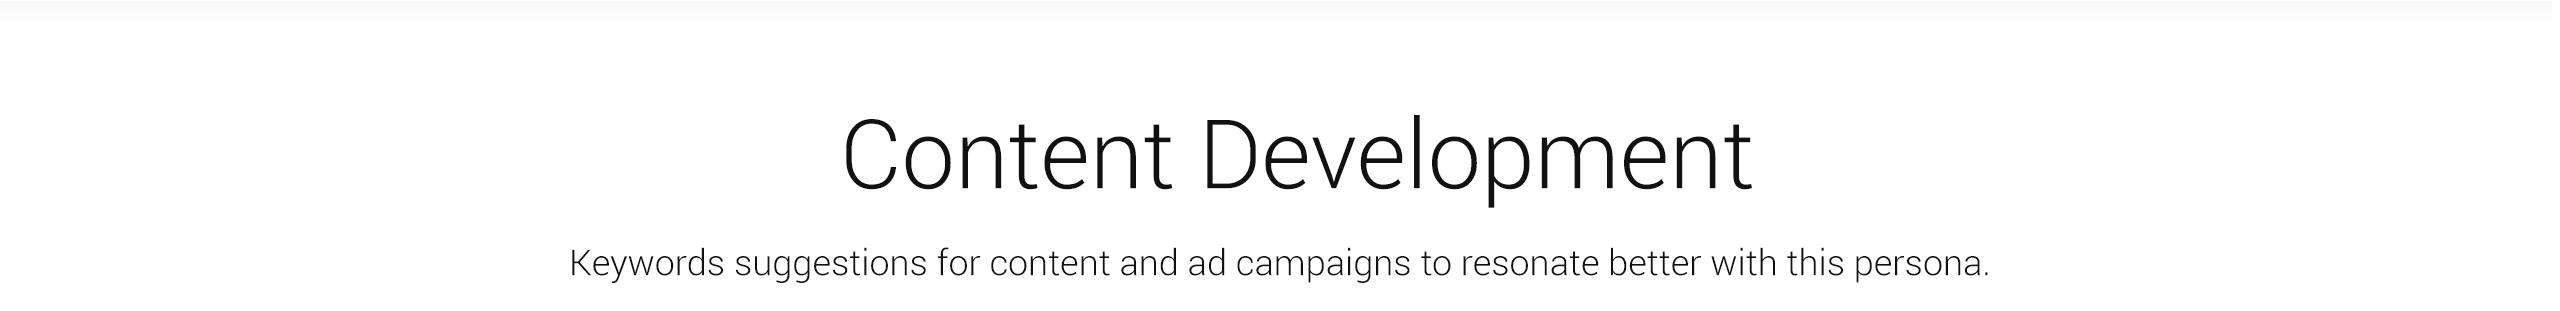 Content Development
Keywords suggestions for content and ad campaigns to resonate better with this persona.